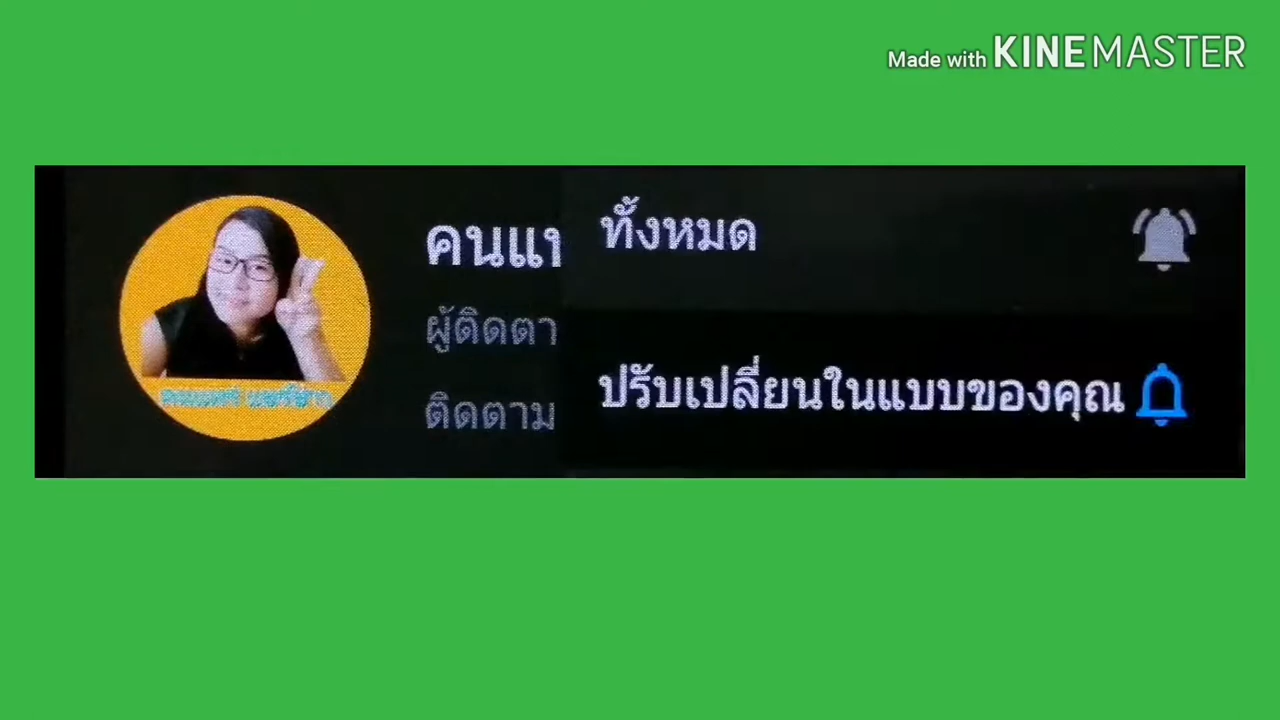 Made with KINEMASTER
ทั้งหมด
ปรับเปลี่ยนในแบบของคุณ
คนแ
ผู้ติดตา
ติดตาม